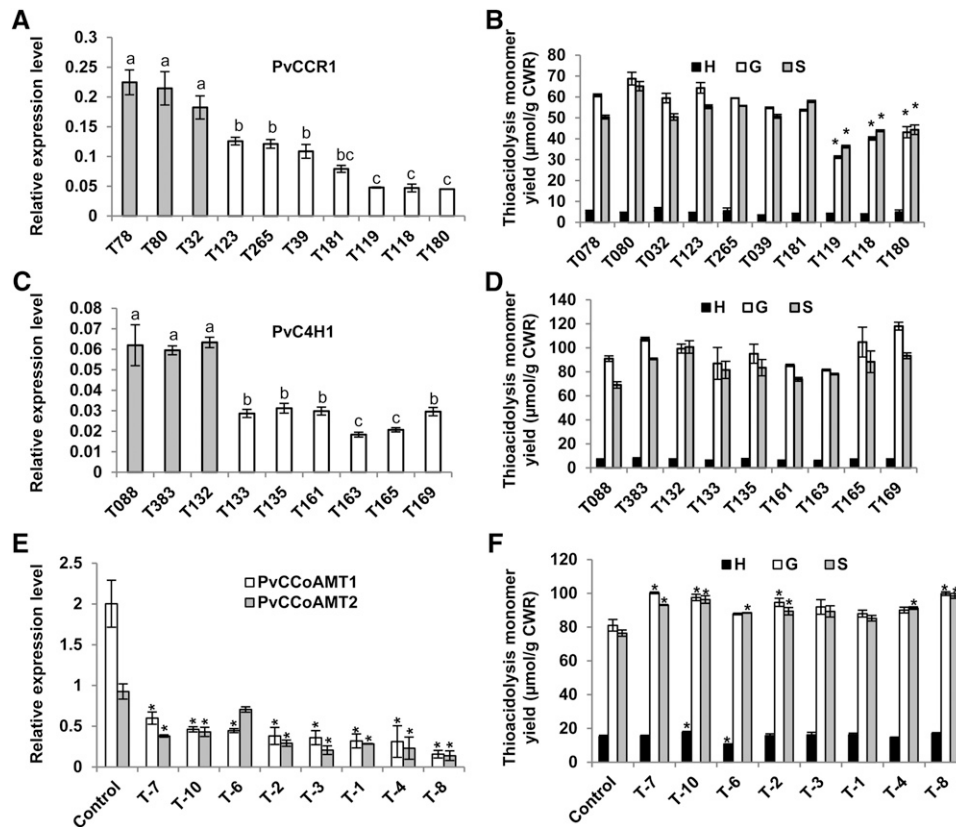 A
Relative expression level
0.3
0.25
0.2
0.15
0.1
0.05
0
PvCCR1
a
a
a
b
b
b
bc
c
c
c
T78
T80
T32
T123
T265
T39
T181
T119
T118
T180
B
Thioacidolysis monomer
yield (µmol/g CWR)
80
70
60
50
40
30
20
10
0
H G S
* * * * * *
T078
T080
T032
T123
T265
T039
T181
T119
T118
T180
C
Relative expression level
0.08
0.07
0.06
0.05
0.04
0.03
0.02
0.01
0
PvC4H1
a
a
a
b
b
b
c
c
b
T088
T383
T132
T133
T135
T161
T163
T165
T169
D
Thioacidolysis monomer
yield (µmol/g CWR)
140
120
100
80
60
40
20
0
H G S
T088
T383
T132
T133
T135
T161
T163
T165
T169
E
Relative expression level
2.5
2
1.5
1
0.5
0
PvCCoAMT1
PvCCoAMT2
* * * * * * * * * * * * * * *
Control
T-7
T-10
T-6
T-2
T-3
T-1
T-4
T-8
F
Thioacidolysis monomer
yield (µmol/g CWR)
120
100
80
60
40
20
0
H G S
* * * * * * * * * * * *
Control
T-7
T-10
T-6
T-2
T-3
T-1
T-4
T-8